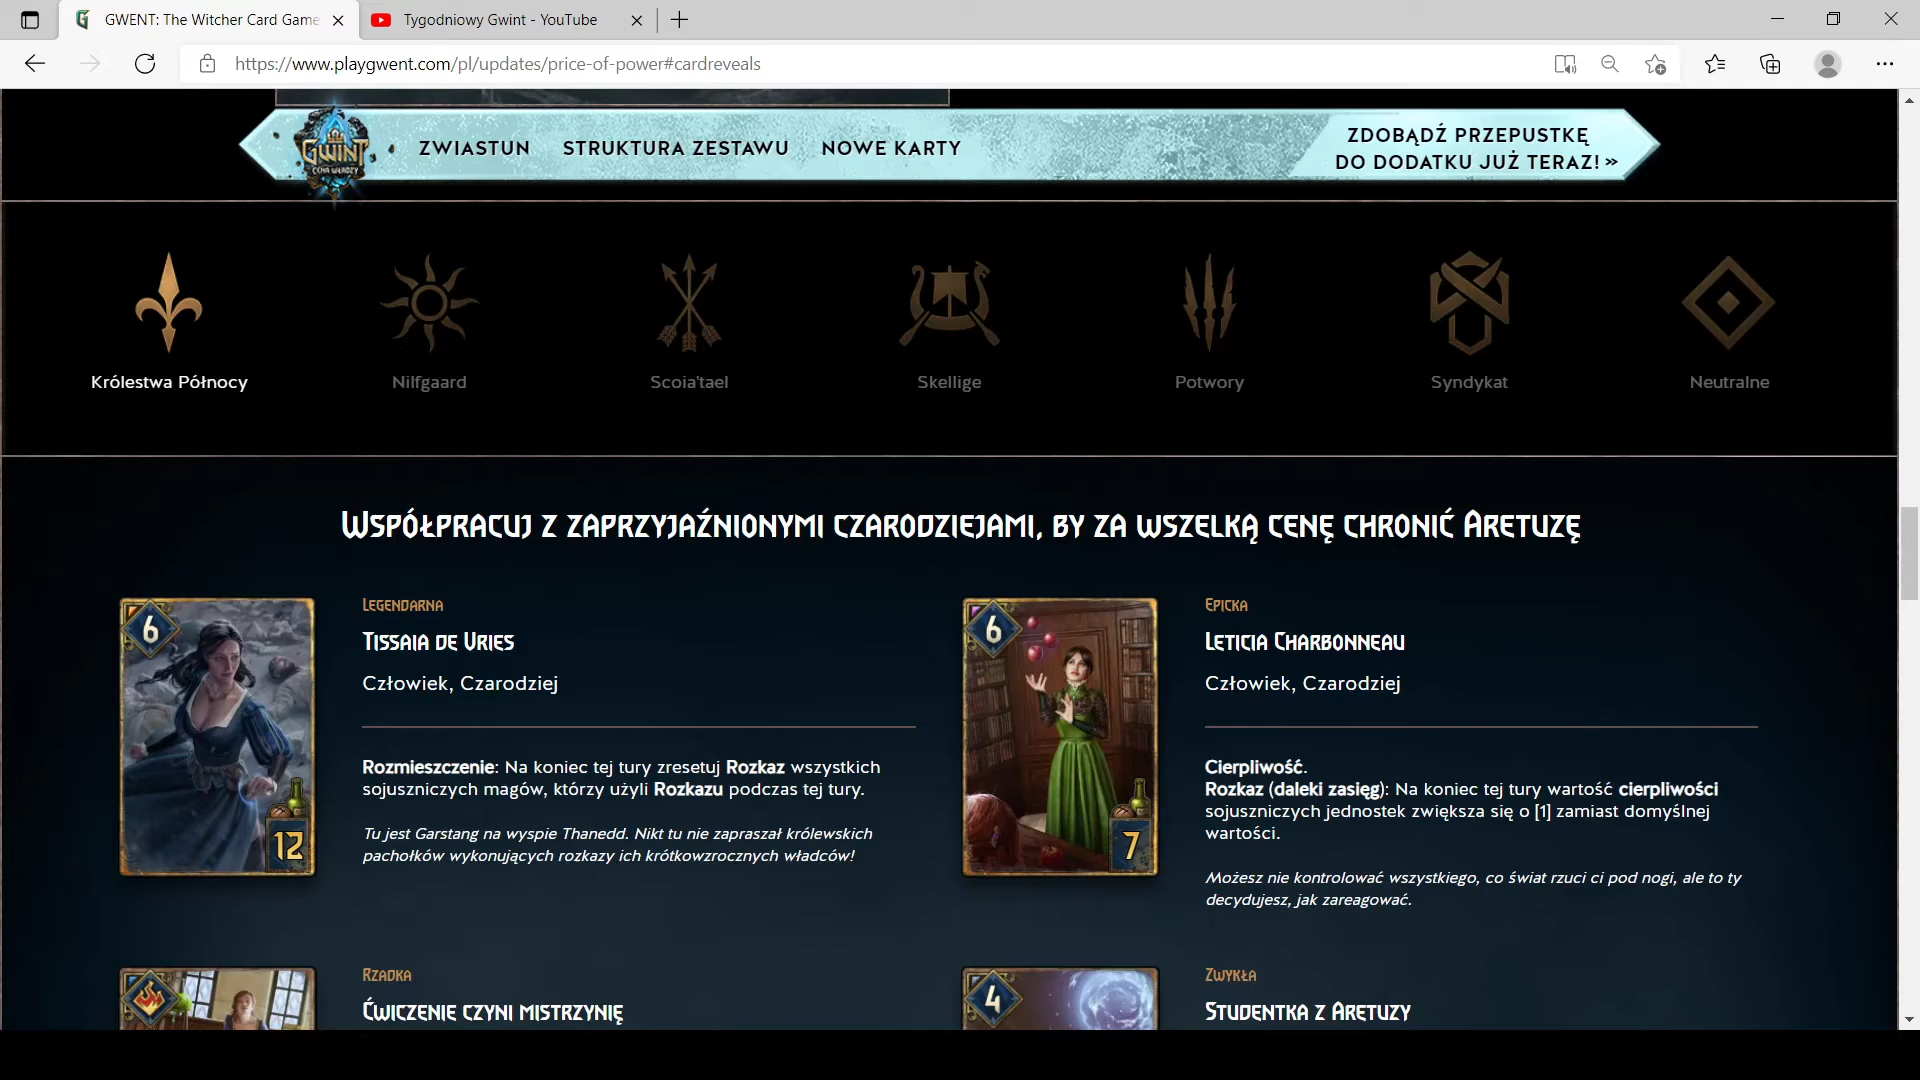 GWENT: The Witcher Card Game
Tygodniowy Gwint - YouTube
https://www.playgwent.com/pl/updates/price-of-power#cardreveals
GWINT
CENA WŁADZY
ZWIASTUN
STRUKTURA ZESTAWU
NOWE KARTY
ZDOBĄDŹ PRZEPUSTKĘ
DO DODATKU JUŻ TERAZ! »
Królestwa Północy
Nilfgaard
Scoia'tael
Skellige
Potwory
Syndykat
Neutralne
Współpracuj z zaprzyjaźnionymi czarodziejami, by za wszelką cenę chronić Aretuzę
6
12
Legendarna
Tissaia de Vries
Człowiek, Czarodziej
Rozmieszczenie: Na koniec tej tury zresetuj Rozkaz wszystkich
sojuszniczych magów, którzy użyli Rozkazu podczas tej tury.
Tu jest Garstang na wyspie Thanedd. Nikt tu nie zapraszał królewskich
pachołków wykonujących rozkazy ich krótkowzrocznych władców!
6
7
Epicka
Leticia Charbonneau
Człowiek, Czarodziej
Cierpliwość.
Rozkaz (daleki zasięg): Na koniec tej tury wartość cierpliwości
sojuszniczych jednostek zwiększa się o [1] zamiast domyślnej
wartości.
Możesz nie kontrolować wszystkiego, co świat rzuci ci pod nogi, ale to ty
decydujesz, jak zareagować.
Rzadka
Ćwiczenie czyni mistrzynię
4
Zwykła
Studentka z Aretuzy